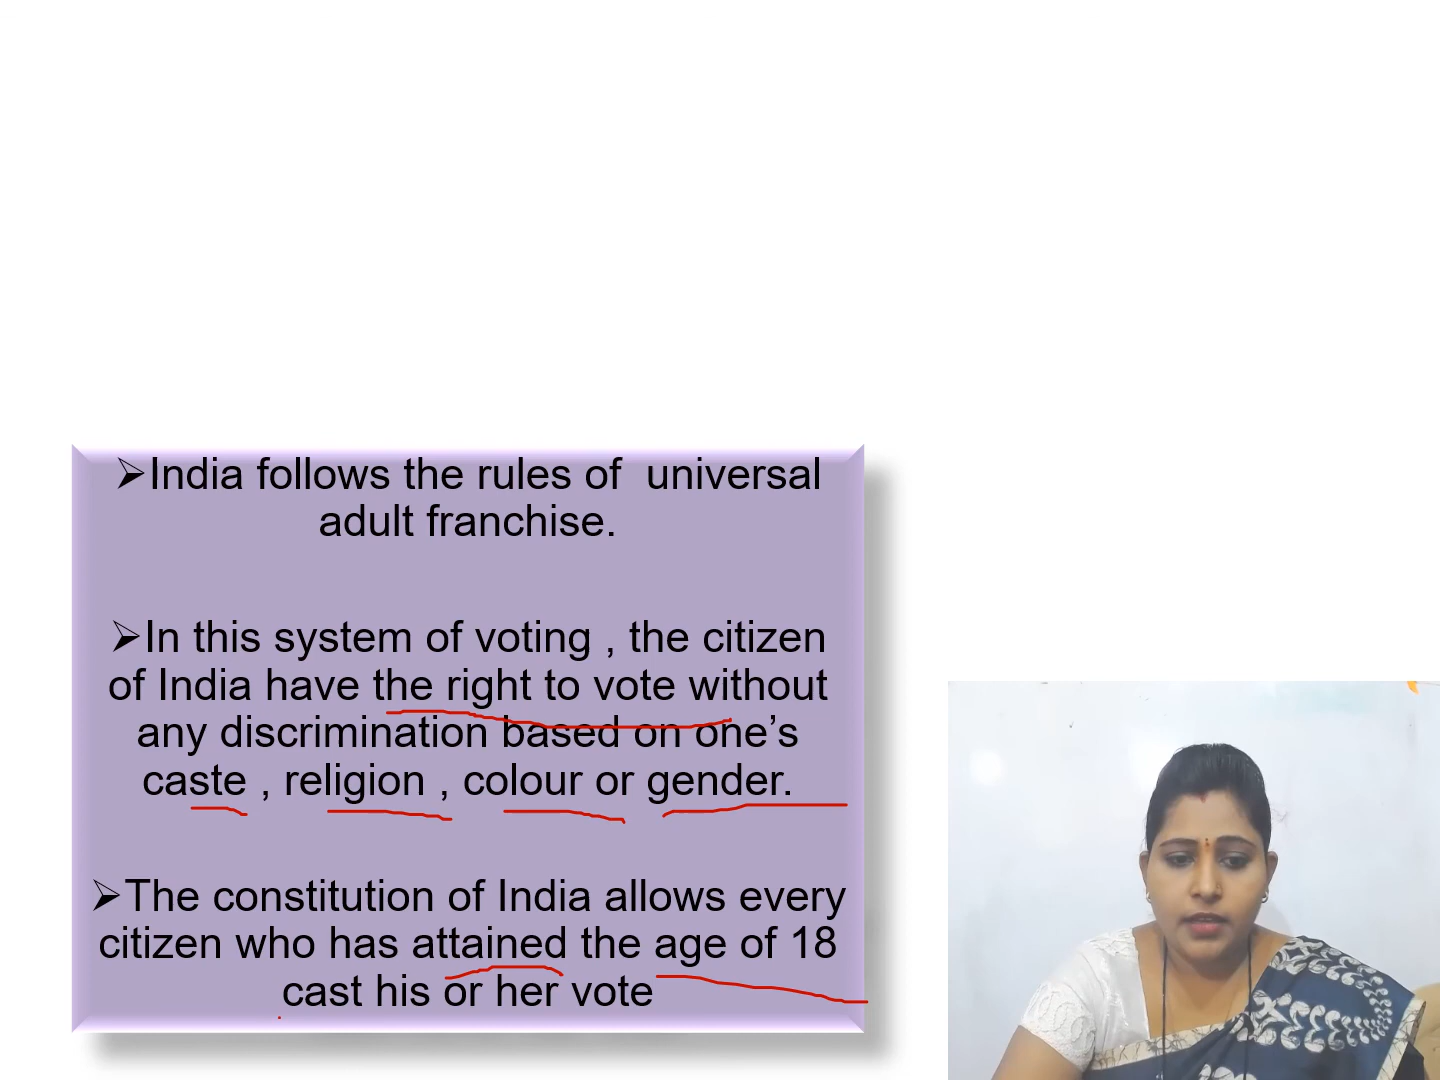 ➢India follows the rules of  universal
adult franchise.
➢In this system of voting , the citizen
of India have the right to vote without
any discrimination based on one’s
caste , religion , colour or gender.
➢The constitution of India allows every
citizen who has attained the age of 18
cast his or her vote